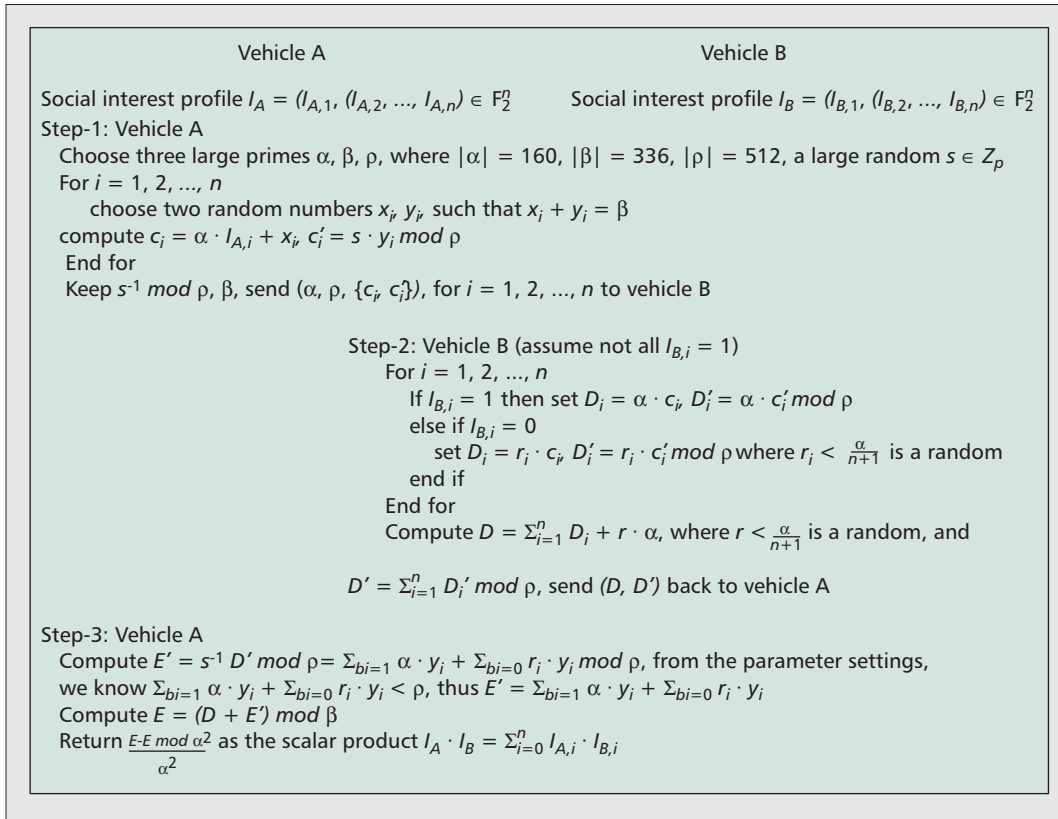 Vehicle A Vehicle B
Social interest profile I_A = (I_{A,1}, (I_{A,2}, ..., I_{A,n}) ∈ F_2^n Social interest profile I_B = (I_{B,1}, (I_{B,2}, ..., I_{B,n}) ∈ F_2^n
Step-1: Vehicle A
Choose three large primes α, β, ρ, where |α| = 160, |β| = 336, |ρ| = 512, a large random s ∈ Z_p
For i = 1, 2, ..., n
choose two random numbers x_i, y_i, such that x_i + y_i = β
compute c_i = α · I_{A,i} + x_i, c_i′ = s · y_i mod ρ
End for
Keep s^{-1} mod ρ, β, send (α, ρ, {c_i, c_i′}), for i = 1, 2, ..., n to vehicle B
Step-2: Vehicle B (assume not all I_{B,i} = 1)
For i = 1, 2, ..., n
If I_{B,i} = 1 then set D_i = α · c_i, D_i′ = α · c_i′ mod ρ
else if I_{B,i} = 0
set D_i = r_i · c_i, D_i′ = r_i · c_i′ mod ρ where r_i < α/(n+1) is a random
end if
End for
Compute D = Σ_{i=1}^n D_i + r · α, where r < α/(n+1) is a random, and
D′ = Σ_{i=1}^n D_i′ mod ρ, send (D, D′) back to vehicle A
Step-3: Vehicle A
Compute E′ = s^{-1} D′ mod ρ= Σ_{bi=1} α · y_i + Σ_{bi=0} r_i · y_i mod ρ, from the parameter settings,
we know Σ_{bi=1} α · y_i + Σ_{bi=0} r_i · y_i < ρ, thus E′ = Σ_{bi=1} α · y_i + Σ_{bi=0} r_i · y_i
Compute E = (D + E′) mod β
Return (E-E mod α^2)/α^2 as the scalar product I_A · I_B = Σ_{i=0}^n I_{A,i} · I_{B,i}